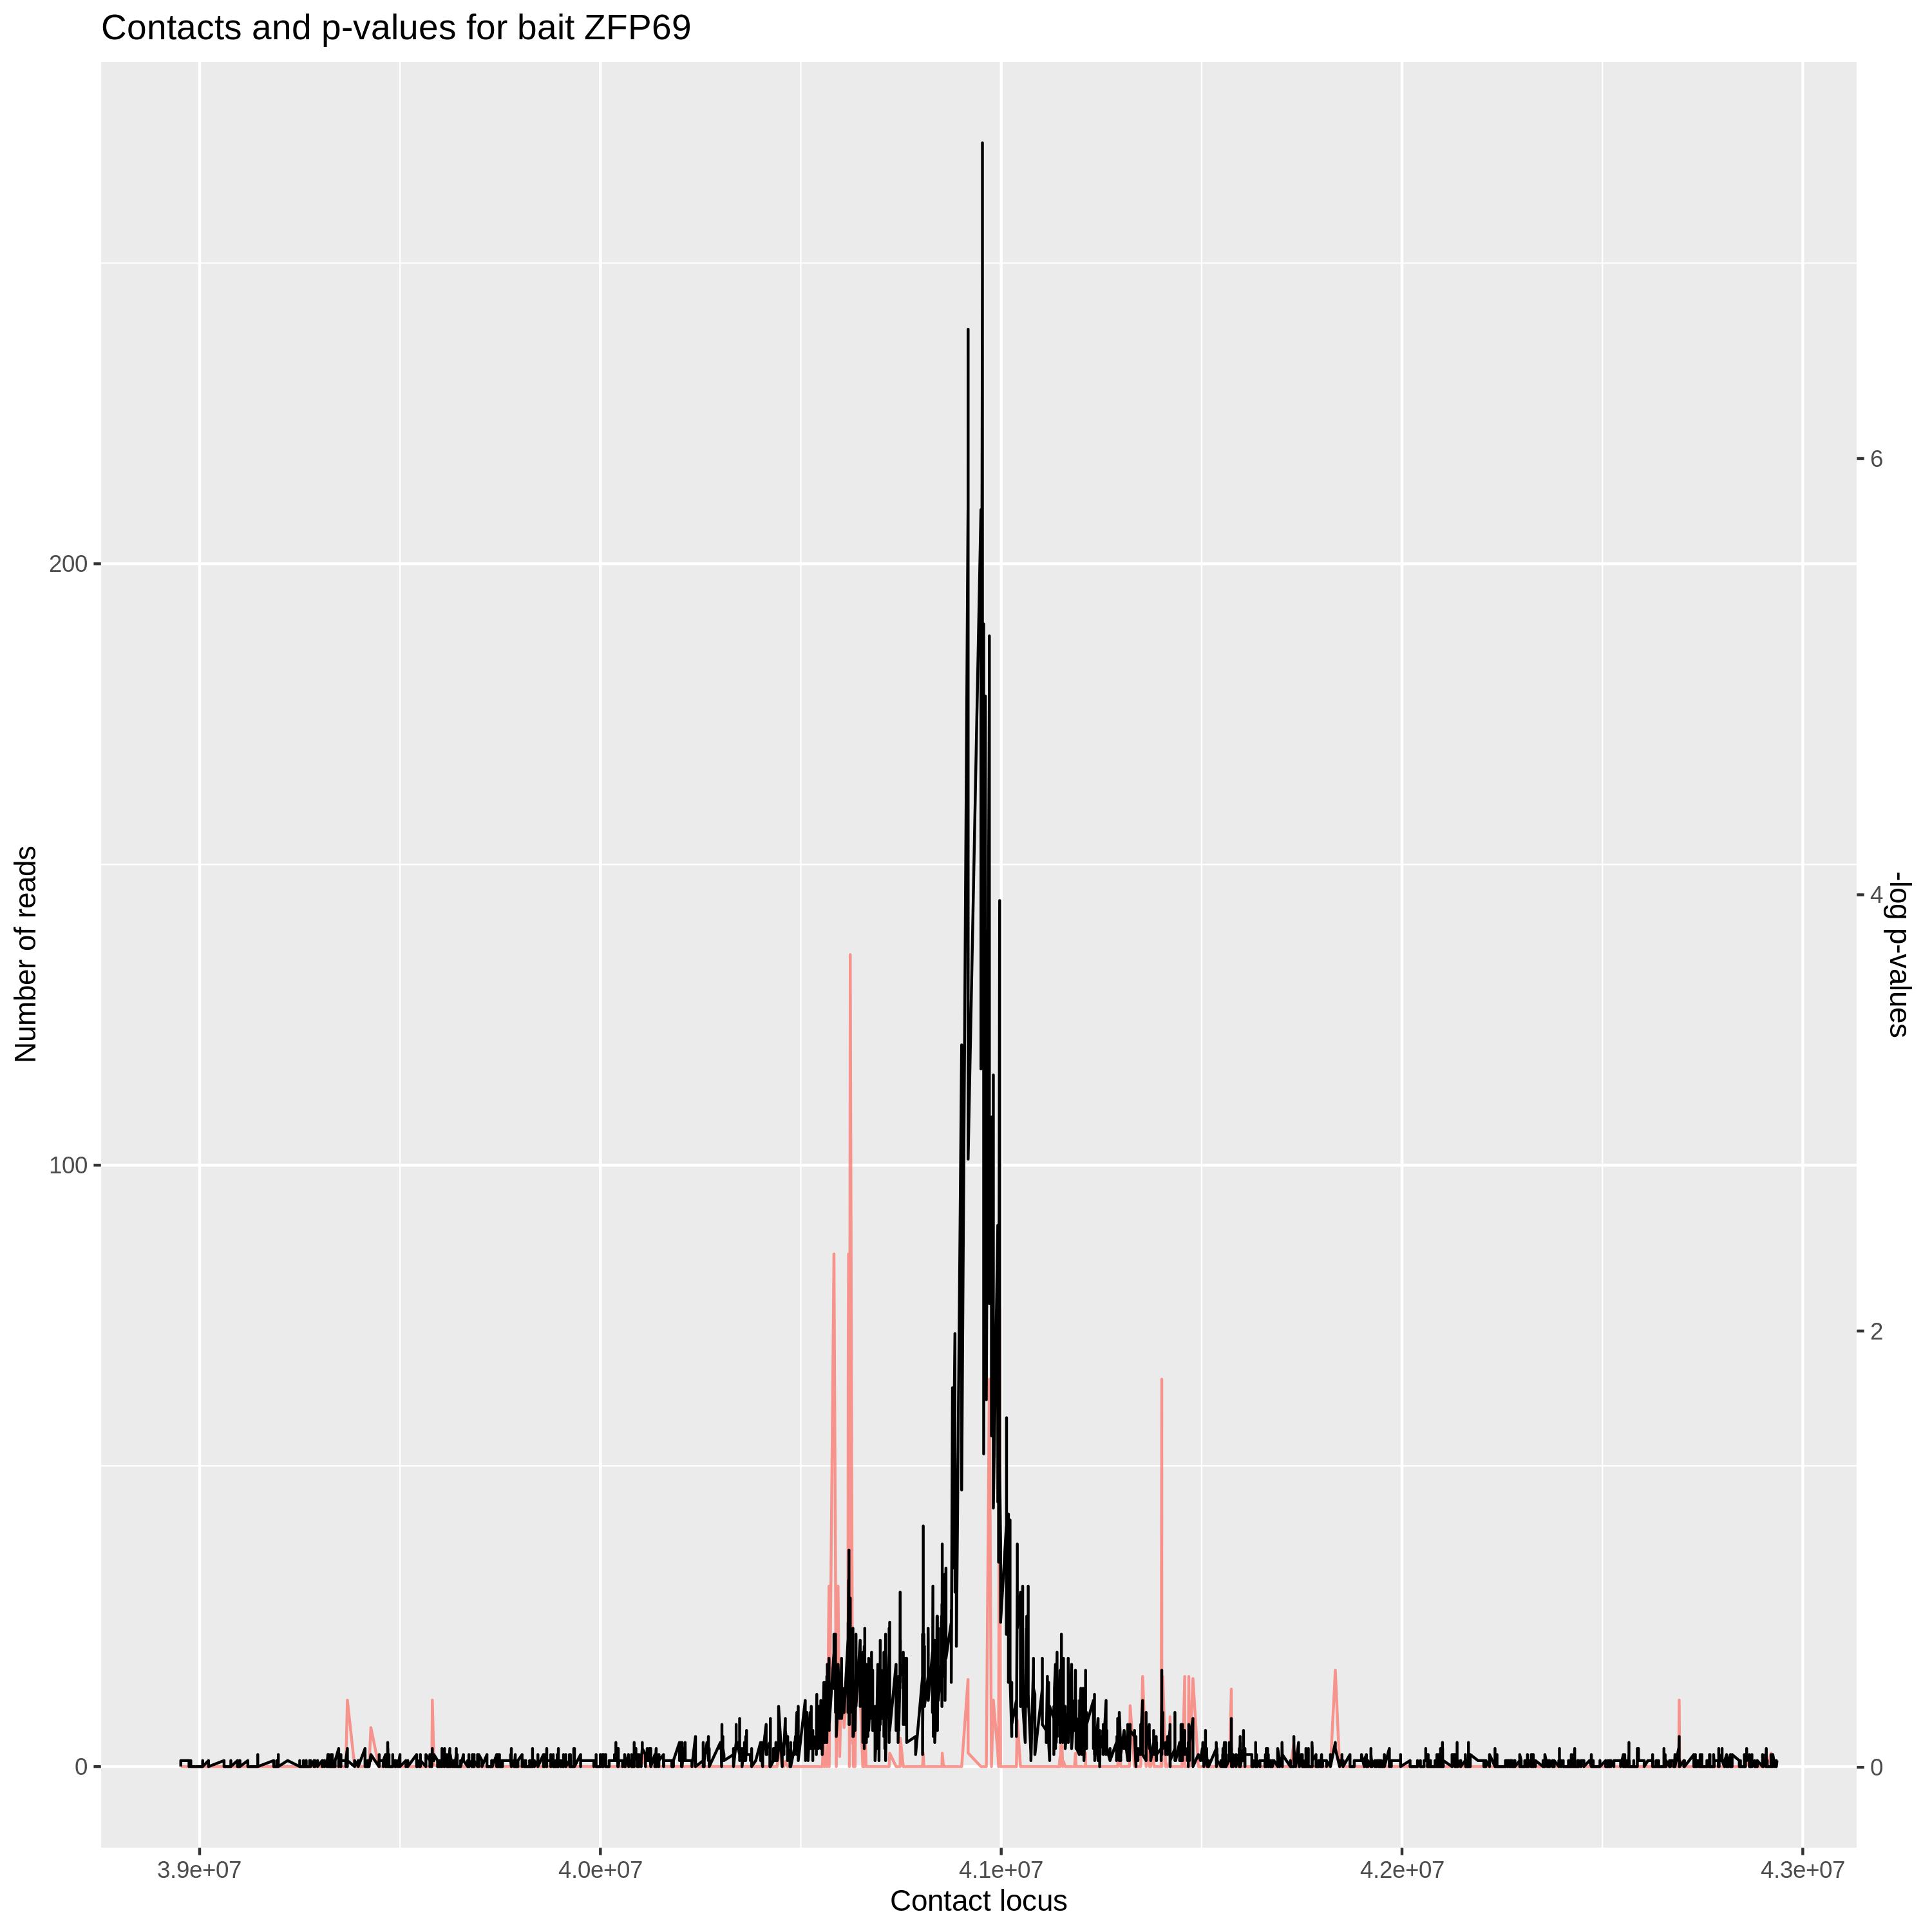 Contacts and p-values for bait ZFP69
Number of reads
200
100
0
6
4
2
0
-log p-values
3.9e+07
4.0e+07
4.1e+07
4.2e+07
4.3e+07
Contact locus